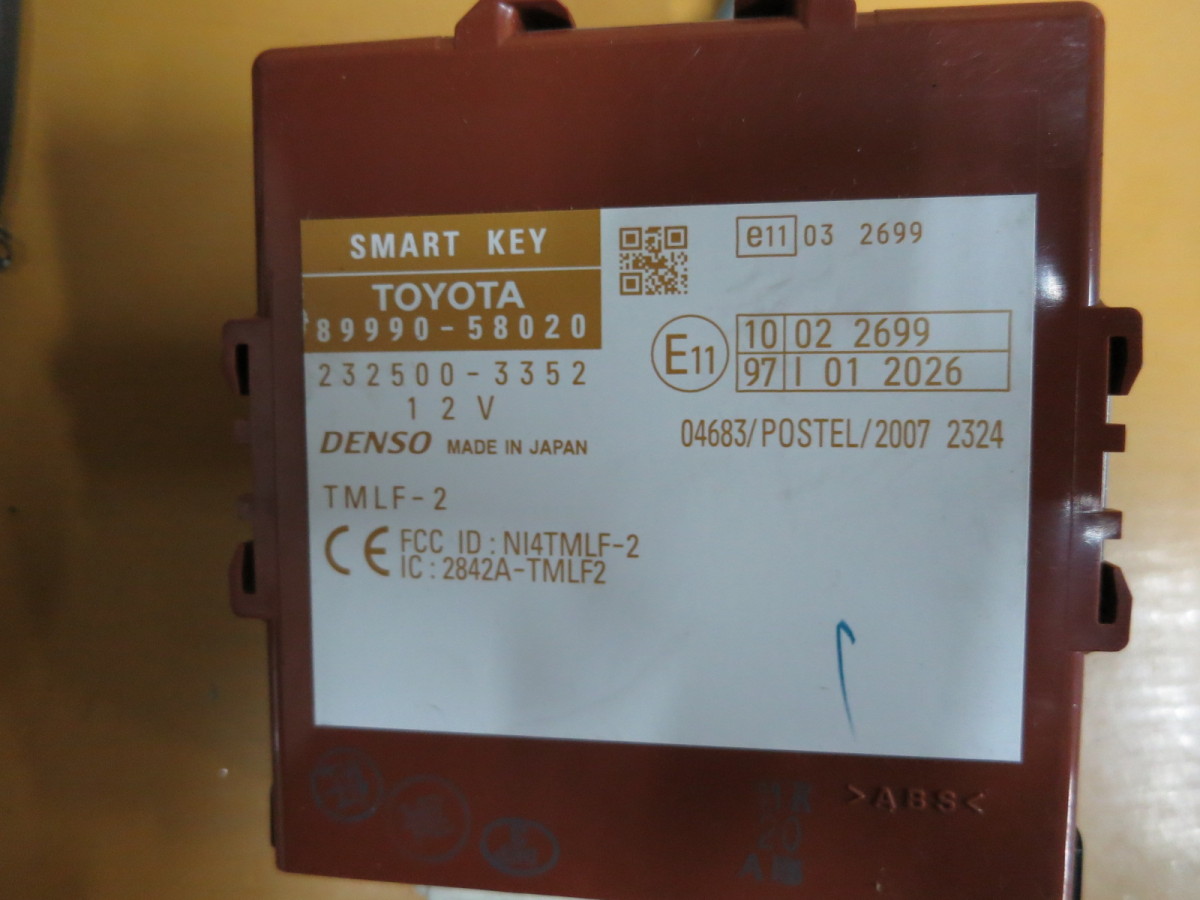 SMART KEY
TOYOTA
89990-58020
232500-3352
12V
DENSO MADE IN JAPAN
TMLF-2
CE FCC ID : NI4TMLF-2
IC : 2842A-TMLF2
e11 03 2699
E11
10 02 2699
97 I 01 2026
04683/POSTEL/2007 2324
>ABS<
20
A